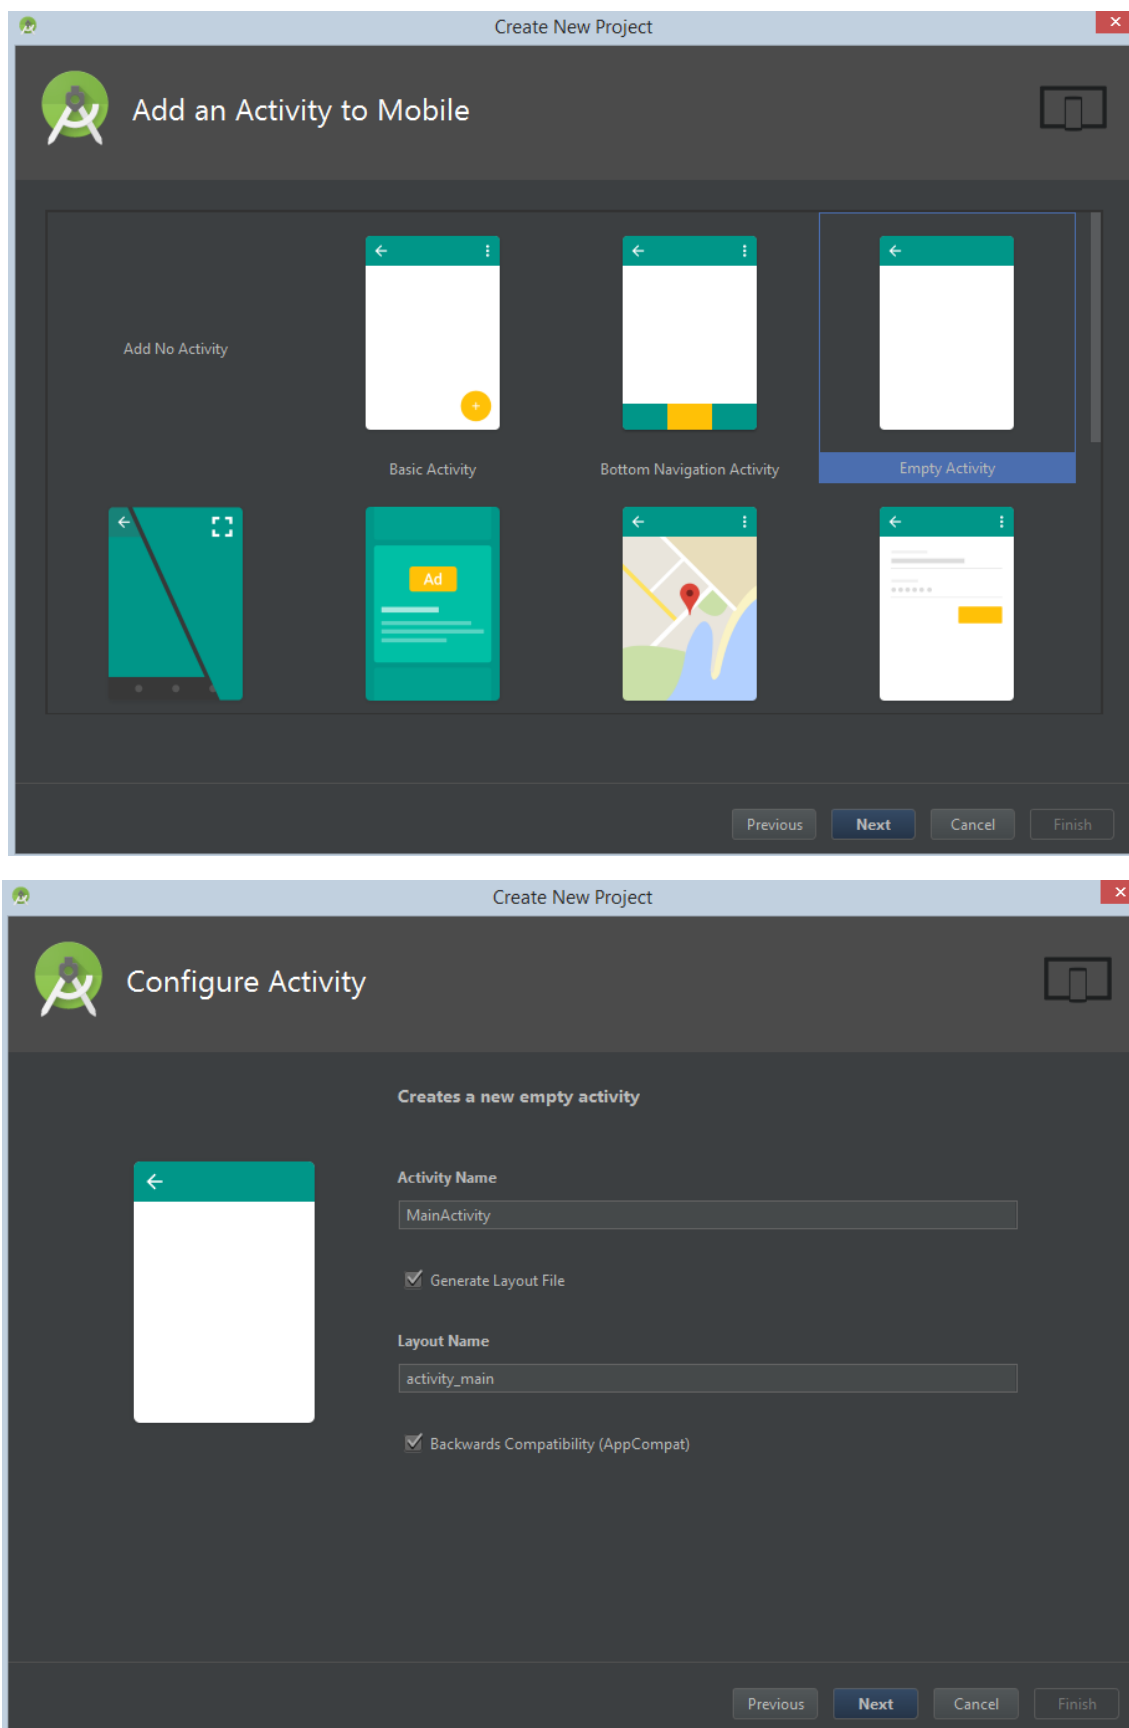 Create New Project
Add an Activity to Mobile
Add No Activity
Basic Activity
Bottom Navigation Activity
Empty Activity
Ad
Previous
Next
Cancel
Finish
Create New Project
Configure Activity
Creates a new empty activity
Activity Name
MainActivity
Generate Layout File
Layout Name
activity_main
Backwards Compatibility (AppCompat)
Previous
Next
Cancel
Finish